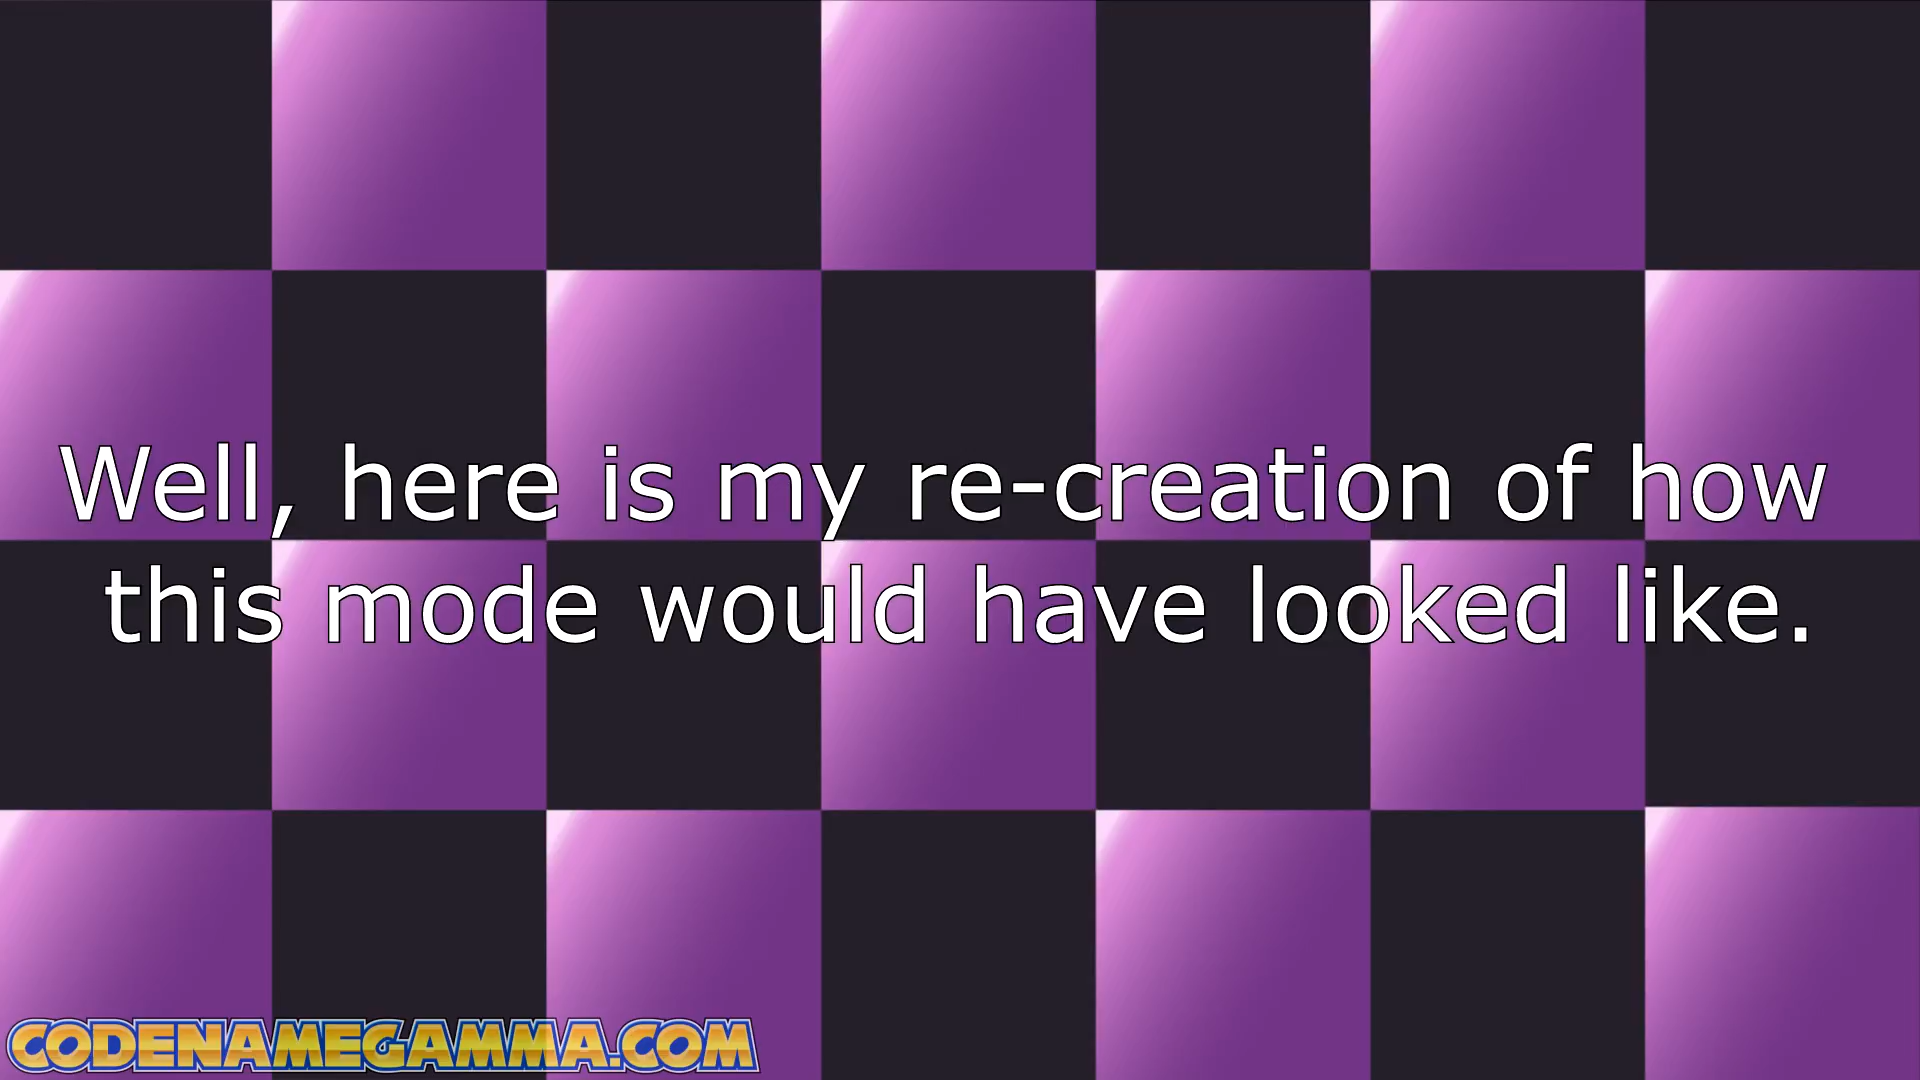 Well, here is my re-creation of how
this mode would have looked like.
CODENAMEGAMMA.COM